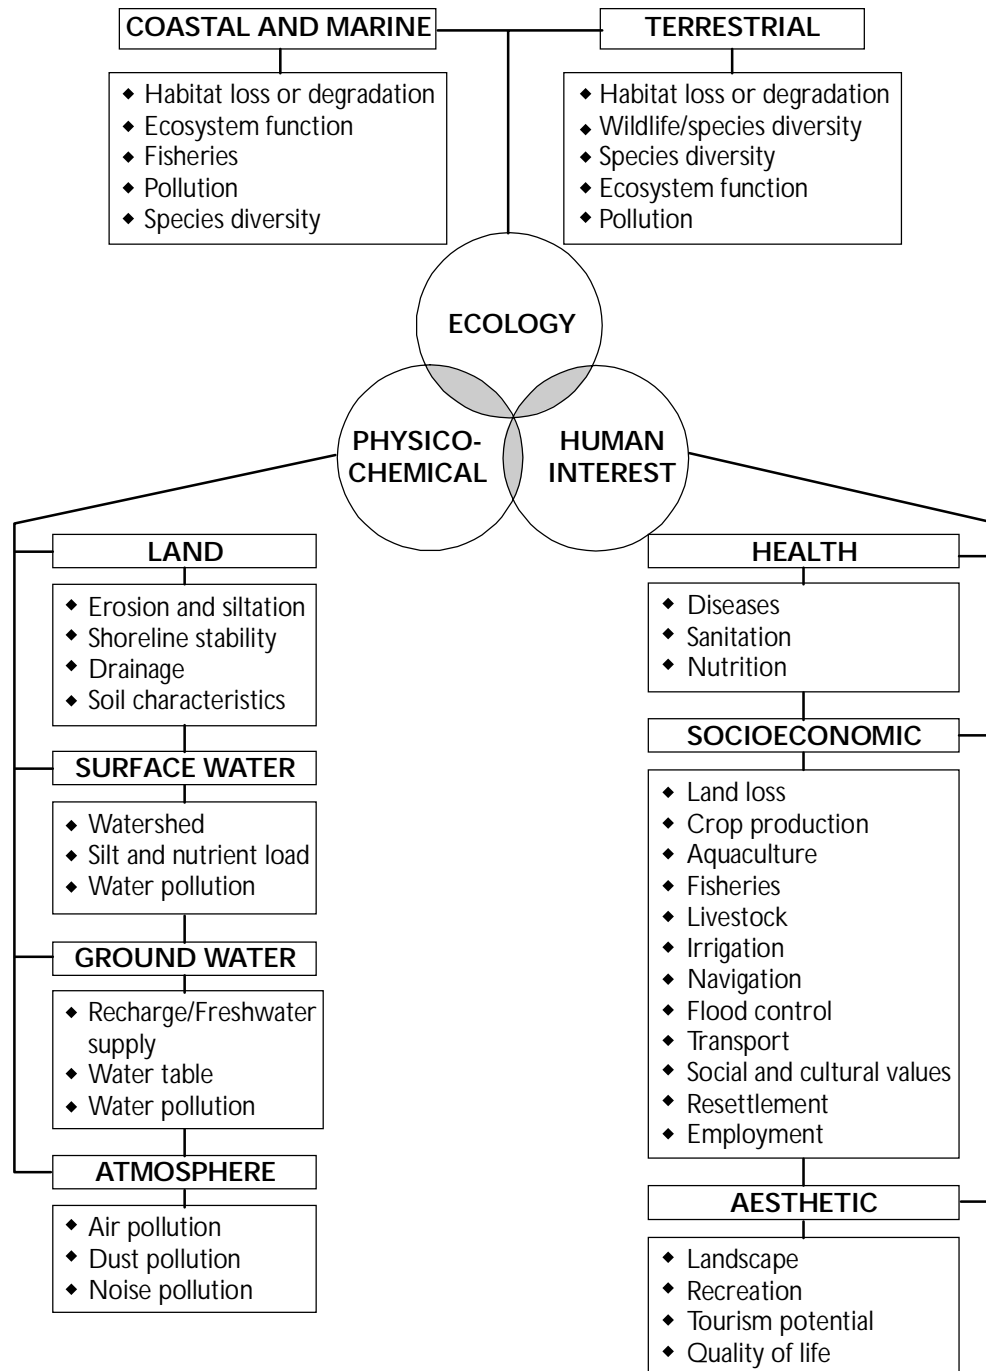 COASTAL AND MARINE
◆ Habitat loss or degradation
◆ Ecosystem function
◆ Fisheries
◆ Pollution
◆ Species diversity
TERRESTRIAL
◆ Habitat loss or degradation
◆ Wildlife/species diversity
◆ Species diversity
◆ Ecosystem function
◆ Pollution
ECOLOGY
PHYSICO-
CHEMICAL
HUMAN
INTEREST
LAND
◆ Erosion and siltation
◆ Shoreline stability
◆ Drainage
◆ Soil characteristics
SURFACE WATER
◆ Watershed
◆ Silt and nutrient load
◆ Water pollution
GROUND WATER
◆ Recharge/Freshwater
supply
◆ Water table
◆ Water pollution
ATMOSPHERE
◆ Air pollution
◆ Dust pollution
◆ Noise pollution
HEALTH
◆ Diseases
◆ Sanitation
◆ Nutrition
SOCIOECONOMIC
◆ Land loss
◆ Crop production
◆ Aquaculture
◆ Fisheries
◆ Livestock
◆ Irrigation
◆ Navigation
◆ Flood control
◆ Transport
◆ Social and cultural values
◆ Resettlement
◆ Employment
AESTHETIC
◆ Landscape
◆ Recreation
◆ Tourism potential
◆ Quality of life